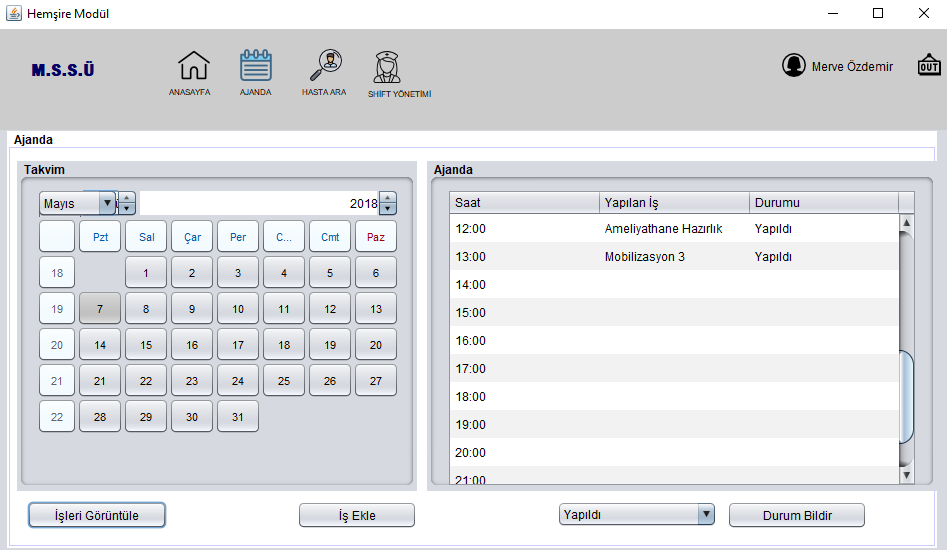 Hemşire Modül
M.S.S.Ü
ANASAYFA AJANDA HASTA ARA SHİFT YÖNETİMİ
Merve Özdemir OUT
Ajanda
Takvim
Mayıs 2018
Pzt Sal Çar Per C... Cmt Paz
18 1 2 3 4 5 6
19 7 8 9 10 11 12 13
20 14 15 16 17 18 19 20
21 21 22 23 24 25 26 27
22 28 29 30 31
Ajanda
Saat Yapılan İş Durumu
12:00 Ameliyathane Hazırlık Yapıldı
13:00 Mobilizasyon 3 Yapıldı
14:00
15:00
16:00
17:00
18:00
19:00
20:00
21:00
İşleri Görüntüle İş Ekle Yapıldı Durum Bildir